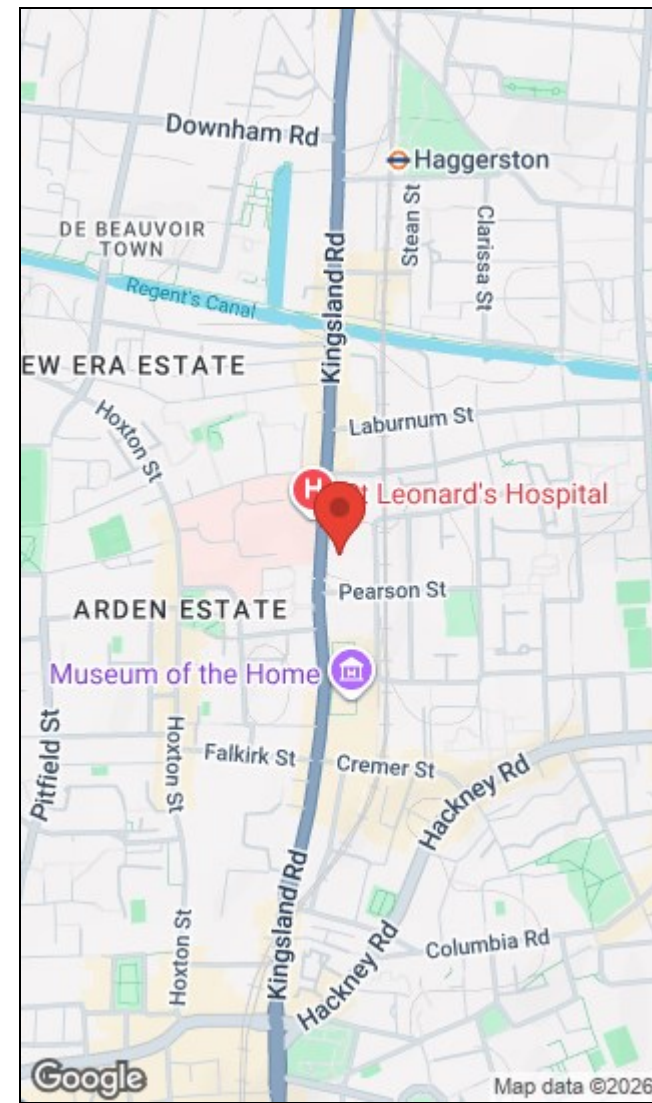 Downham Rd
Haggerston
DE BEAUVOIR
TOWN
Kingsland Rd
Stean St
Clarissa St
Regent's Canal
EW ERA ESTATE
Hoxton St
Laburnum St
H
t Leonard's Hospital
Pearson St
ARDEN ESTATE
Museum of the Home
Pitfield St
Hoxton St
Falkirk St
Cremer St
Hackney Rd
Kingsland Rd
Hoxton St
Hackney Rd
Columbia Rd
Google
Map data ©2026